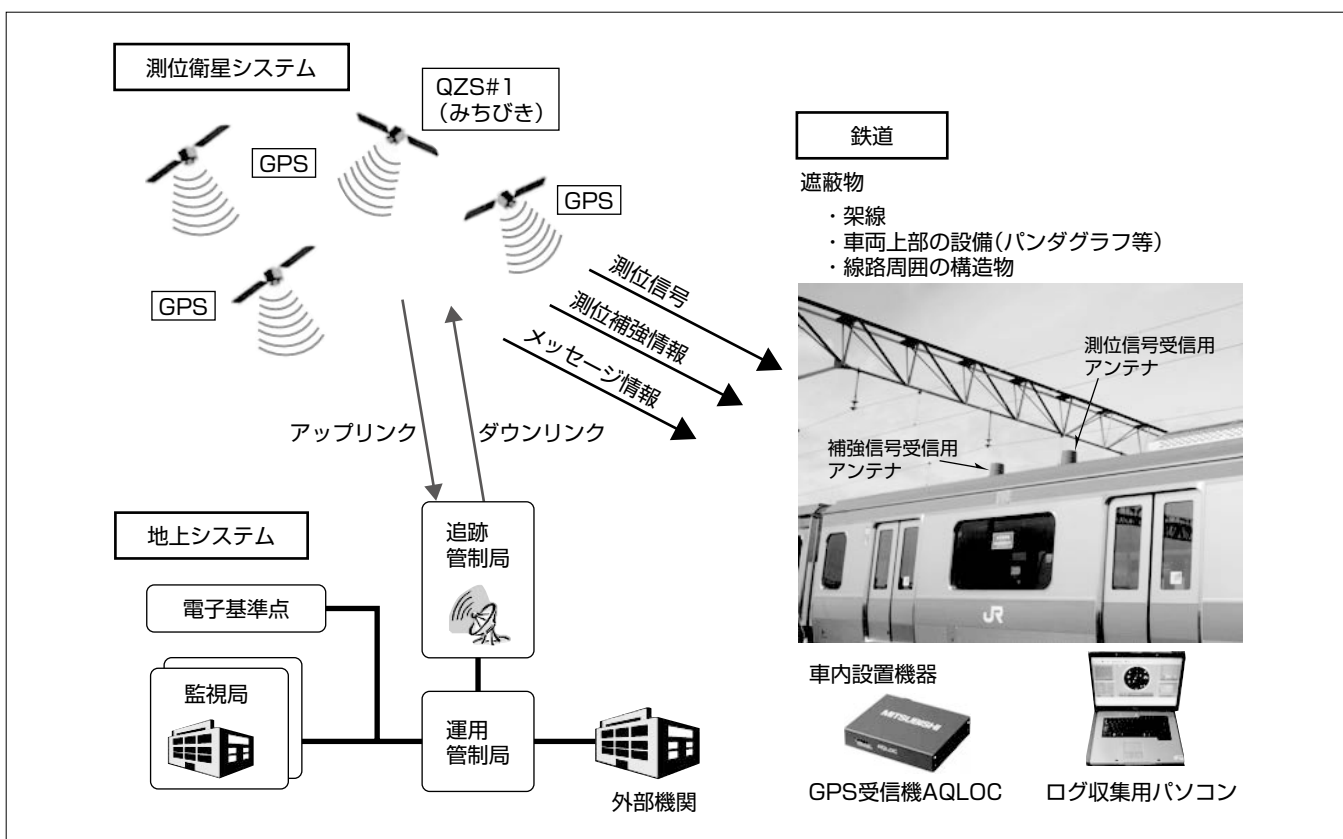 測位衛星システム
QZS#1
(みちびき)
GPS
GPS
GPS
測位信号
測位補強情報
メッセージ情報
アップリンク
ダウンリンク
地上システム
追跡
管制局
電子基準点
監視局
運用
管制局
外部機関
鉄道
遮蔽物
・架線
・車両上部の設備(パンダグラフ等)
・線路周囲の構造物
測位信号受信用
アンテナ
補強信号受信用
アンテナ
JR
車内設置機器
MITSUBISHI
AQLOC
GPS受信機AQLOC
ログ収集用パソコン